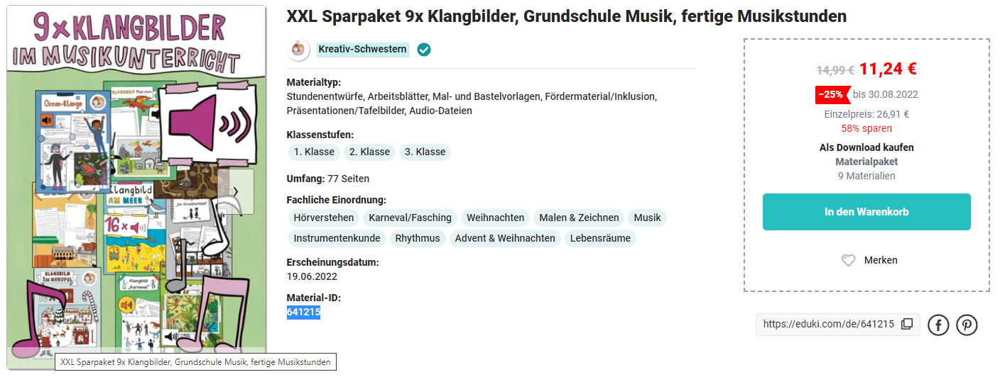 9xKLANGBILDER
IM MUSIKUNTERRICHT
Ozean-Klänge
KLANGBILD Märchen
Klangbild
AM MEER
16 x
"Im Grundschloss"
KLANGBILD
AM NORDPOL
Klangbild
„Karneval"
XXL Sparpaket 9x Klangbilder, Grundschule Musik, fertige Musikstunden
XXL Sparpaket 9x Klangbilder, Grundschule Musik, fertige Musikstunden
Kreativ-Schwestern
Materialtyp:
Stundenentwürfe, Arbeitsblätter, Mal- und Bastelvorlagen, Fördermaterial/Inklusion,
Präsentationen/Tafelbilder, Audio-Dateien
Klassenstufen:
1. Klasse 2. Klasse 3. Klasse
Umfang: 77 Seiten
Fachliche Einordnung:
Hörverstehen Karneval/Fasching Weihnachten Malen & Zeichnen Musik
Instrumentenkunde Rhythmus Advent & Weihnachten Lebensräume
Erscheinungsdatum:
19.06.2022
Material-ID:
641215
14,99 € 11,24 €
−25% bis 30.08.2022
Einzelpreis: 26,91 €
58% sparen
Als Download kaufen
Materialpaket
9 Materialien
In den Warenkorb
Merken
https://eduki.com/de/641215